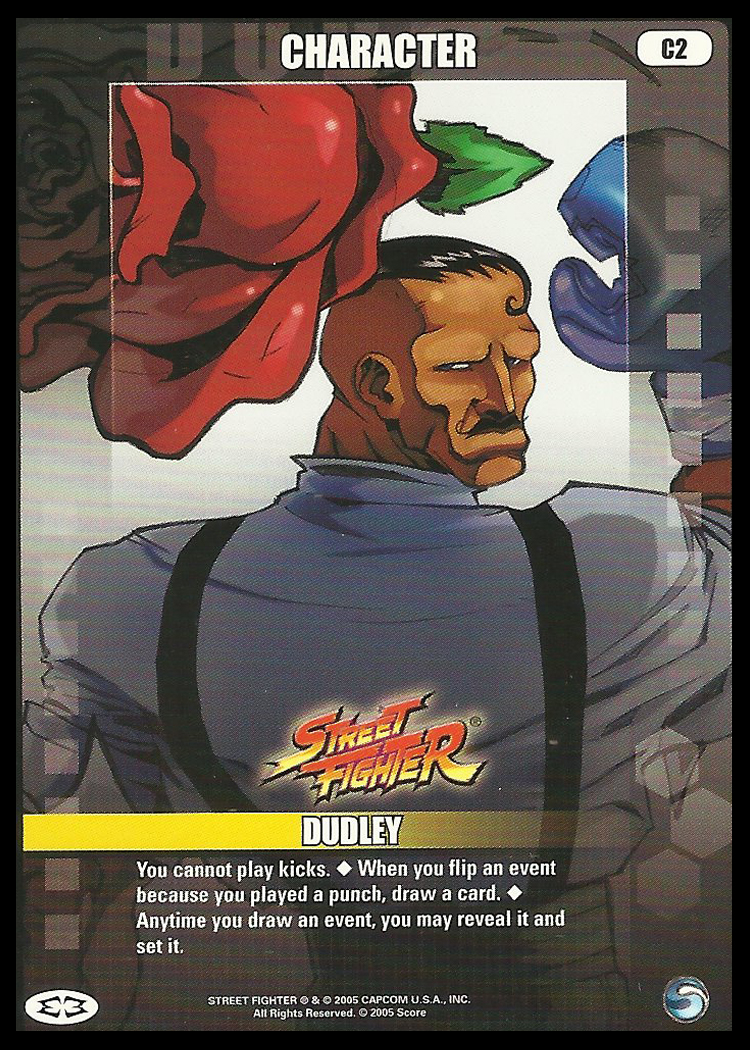 CHARACTER
C2
STREET
FIGHTER®
DUDLEY
You cannot play kicks. ◆ When you flip an event
because you played a punch, draw a card. ◆
Anytime you draw an event, you may reveal it and
set it.
STREET FIGHTER ® & © 2005 CAPCOM U.S.A., INC.
All Rights Reserved. © 2005 Score
S